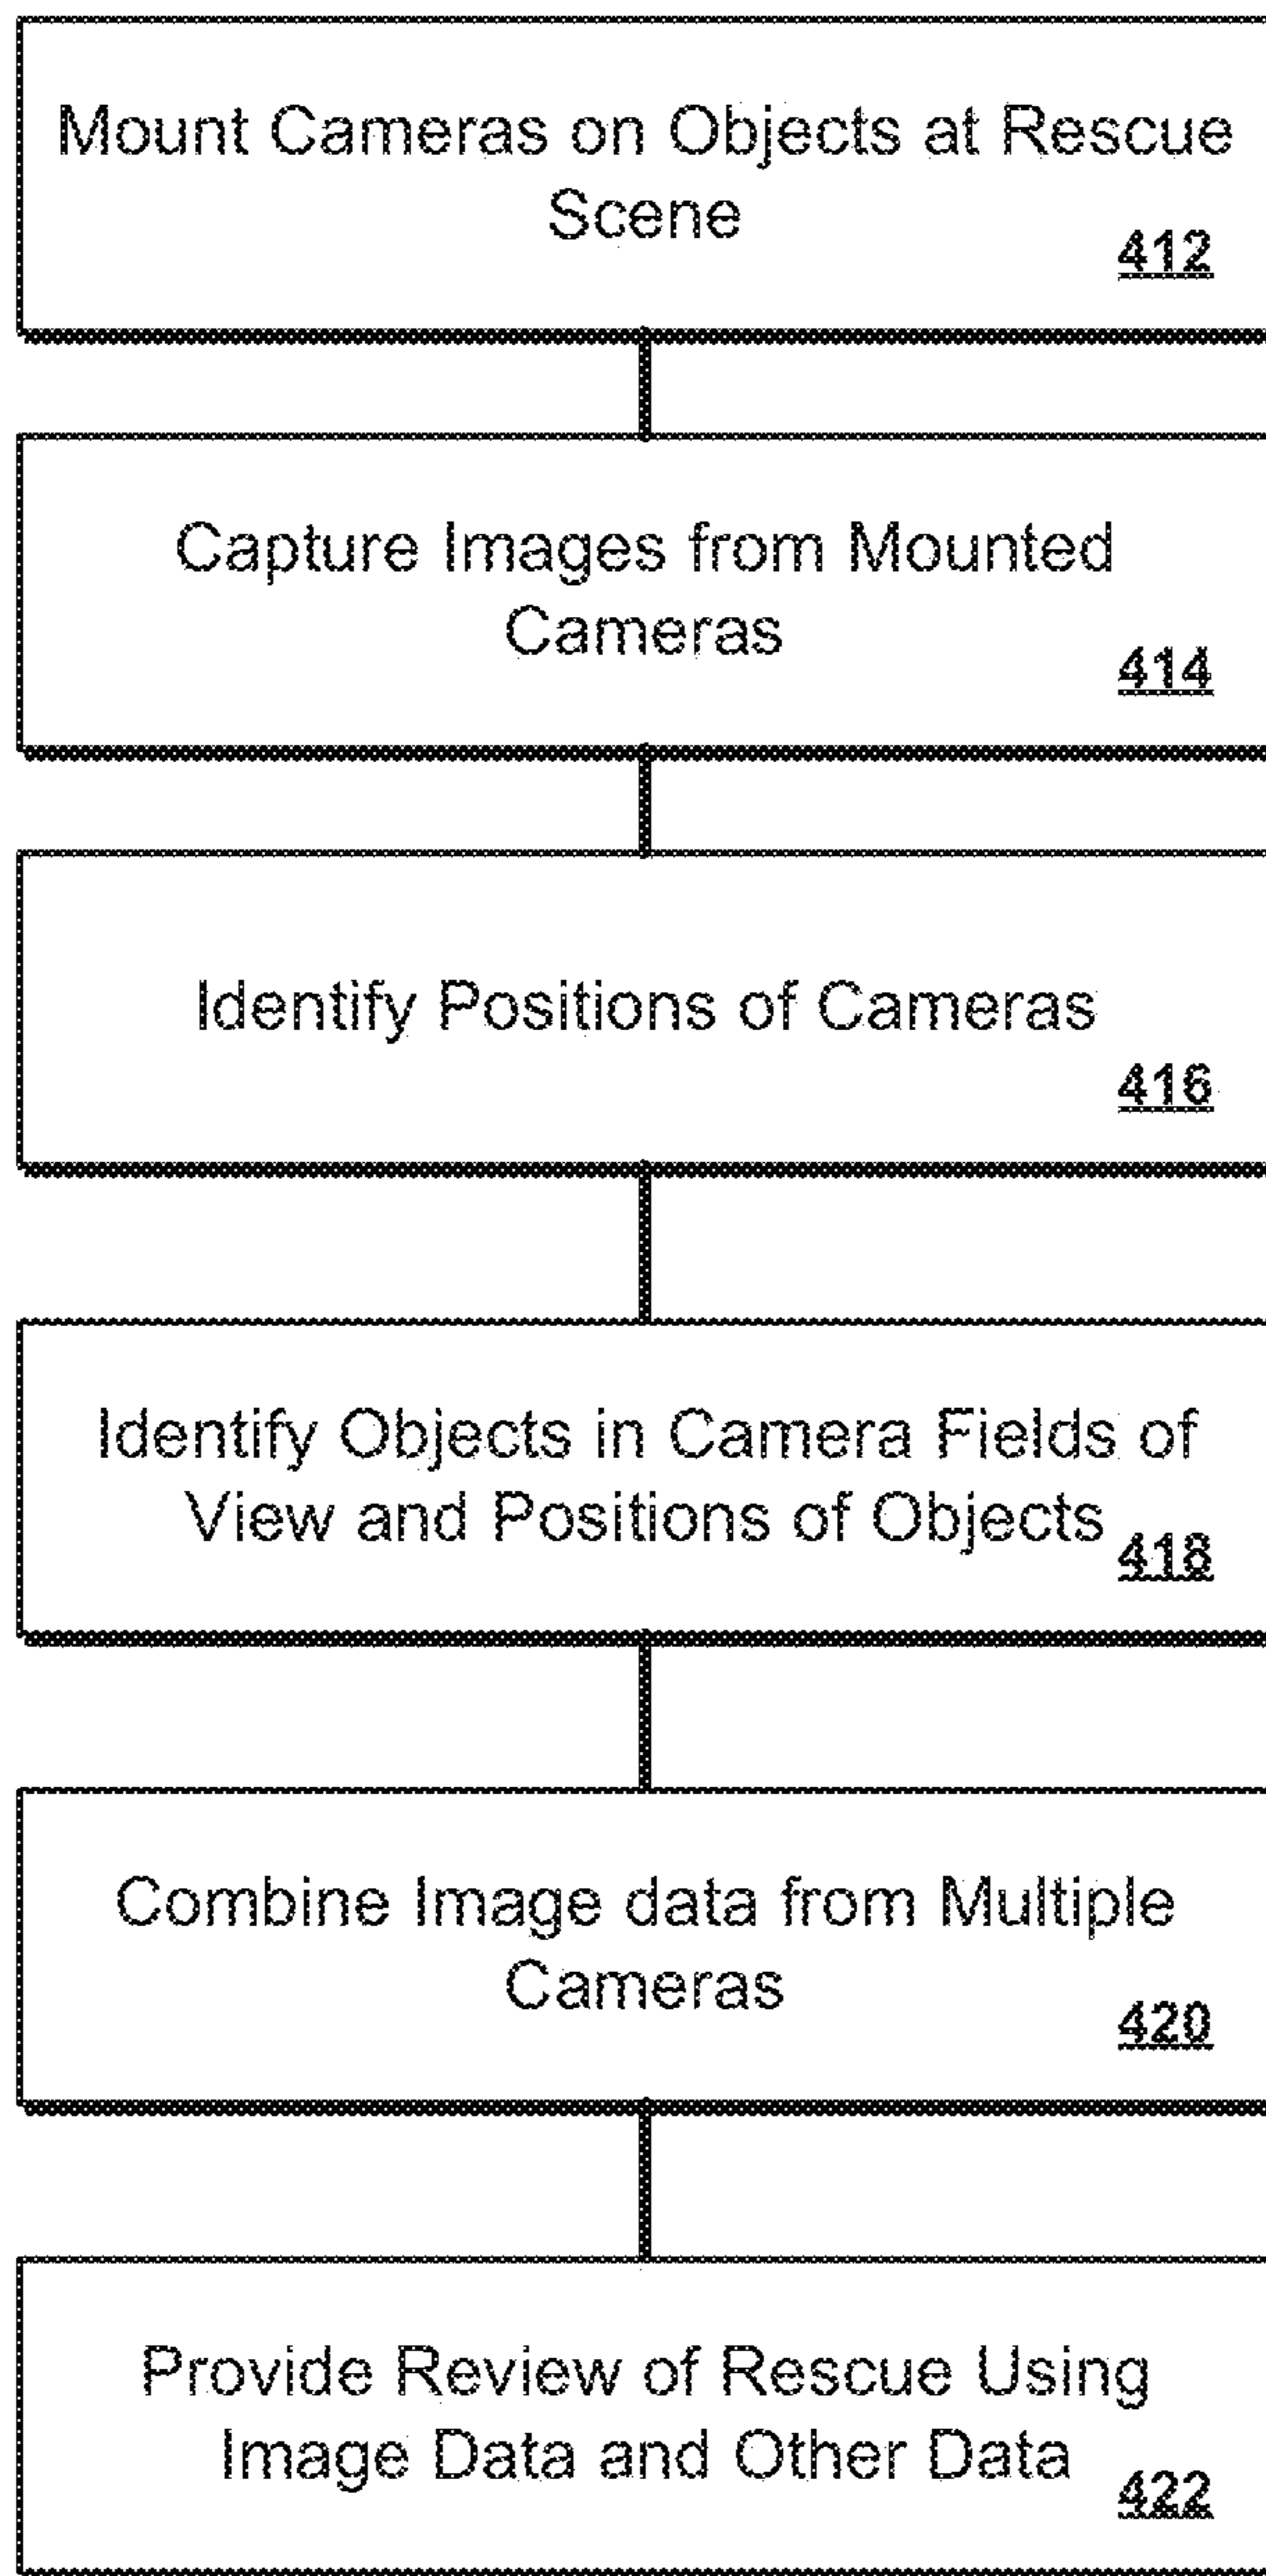 Mount Cameras on Objects at Rescue
Scene
412
Capture Images from Mounted
Cameras
414
Identify Positions of Cameras
416
Identify Objects in Camera Fields of
View and Positions of Objects
418
Combine Image data from Multiple
Cameras
420
Provide Review of Rescue Using
Image Data and Other Data
422